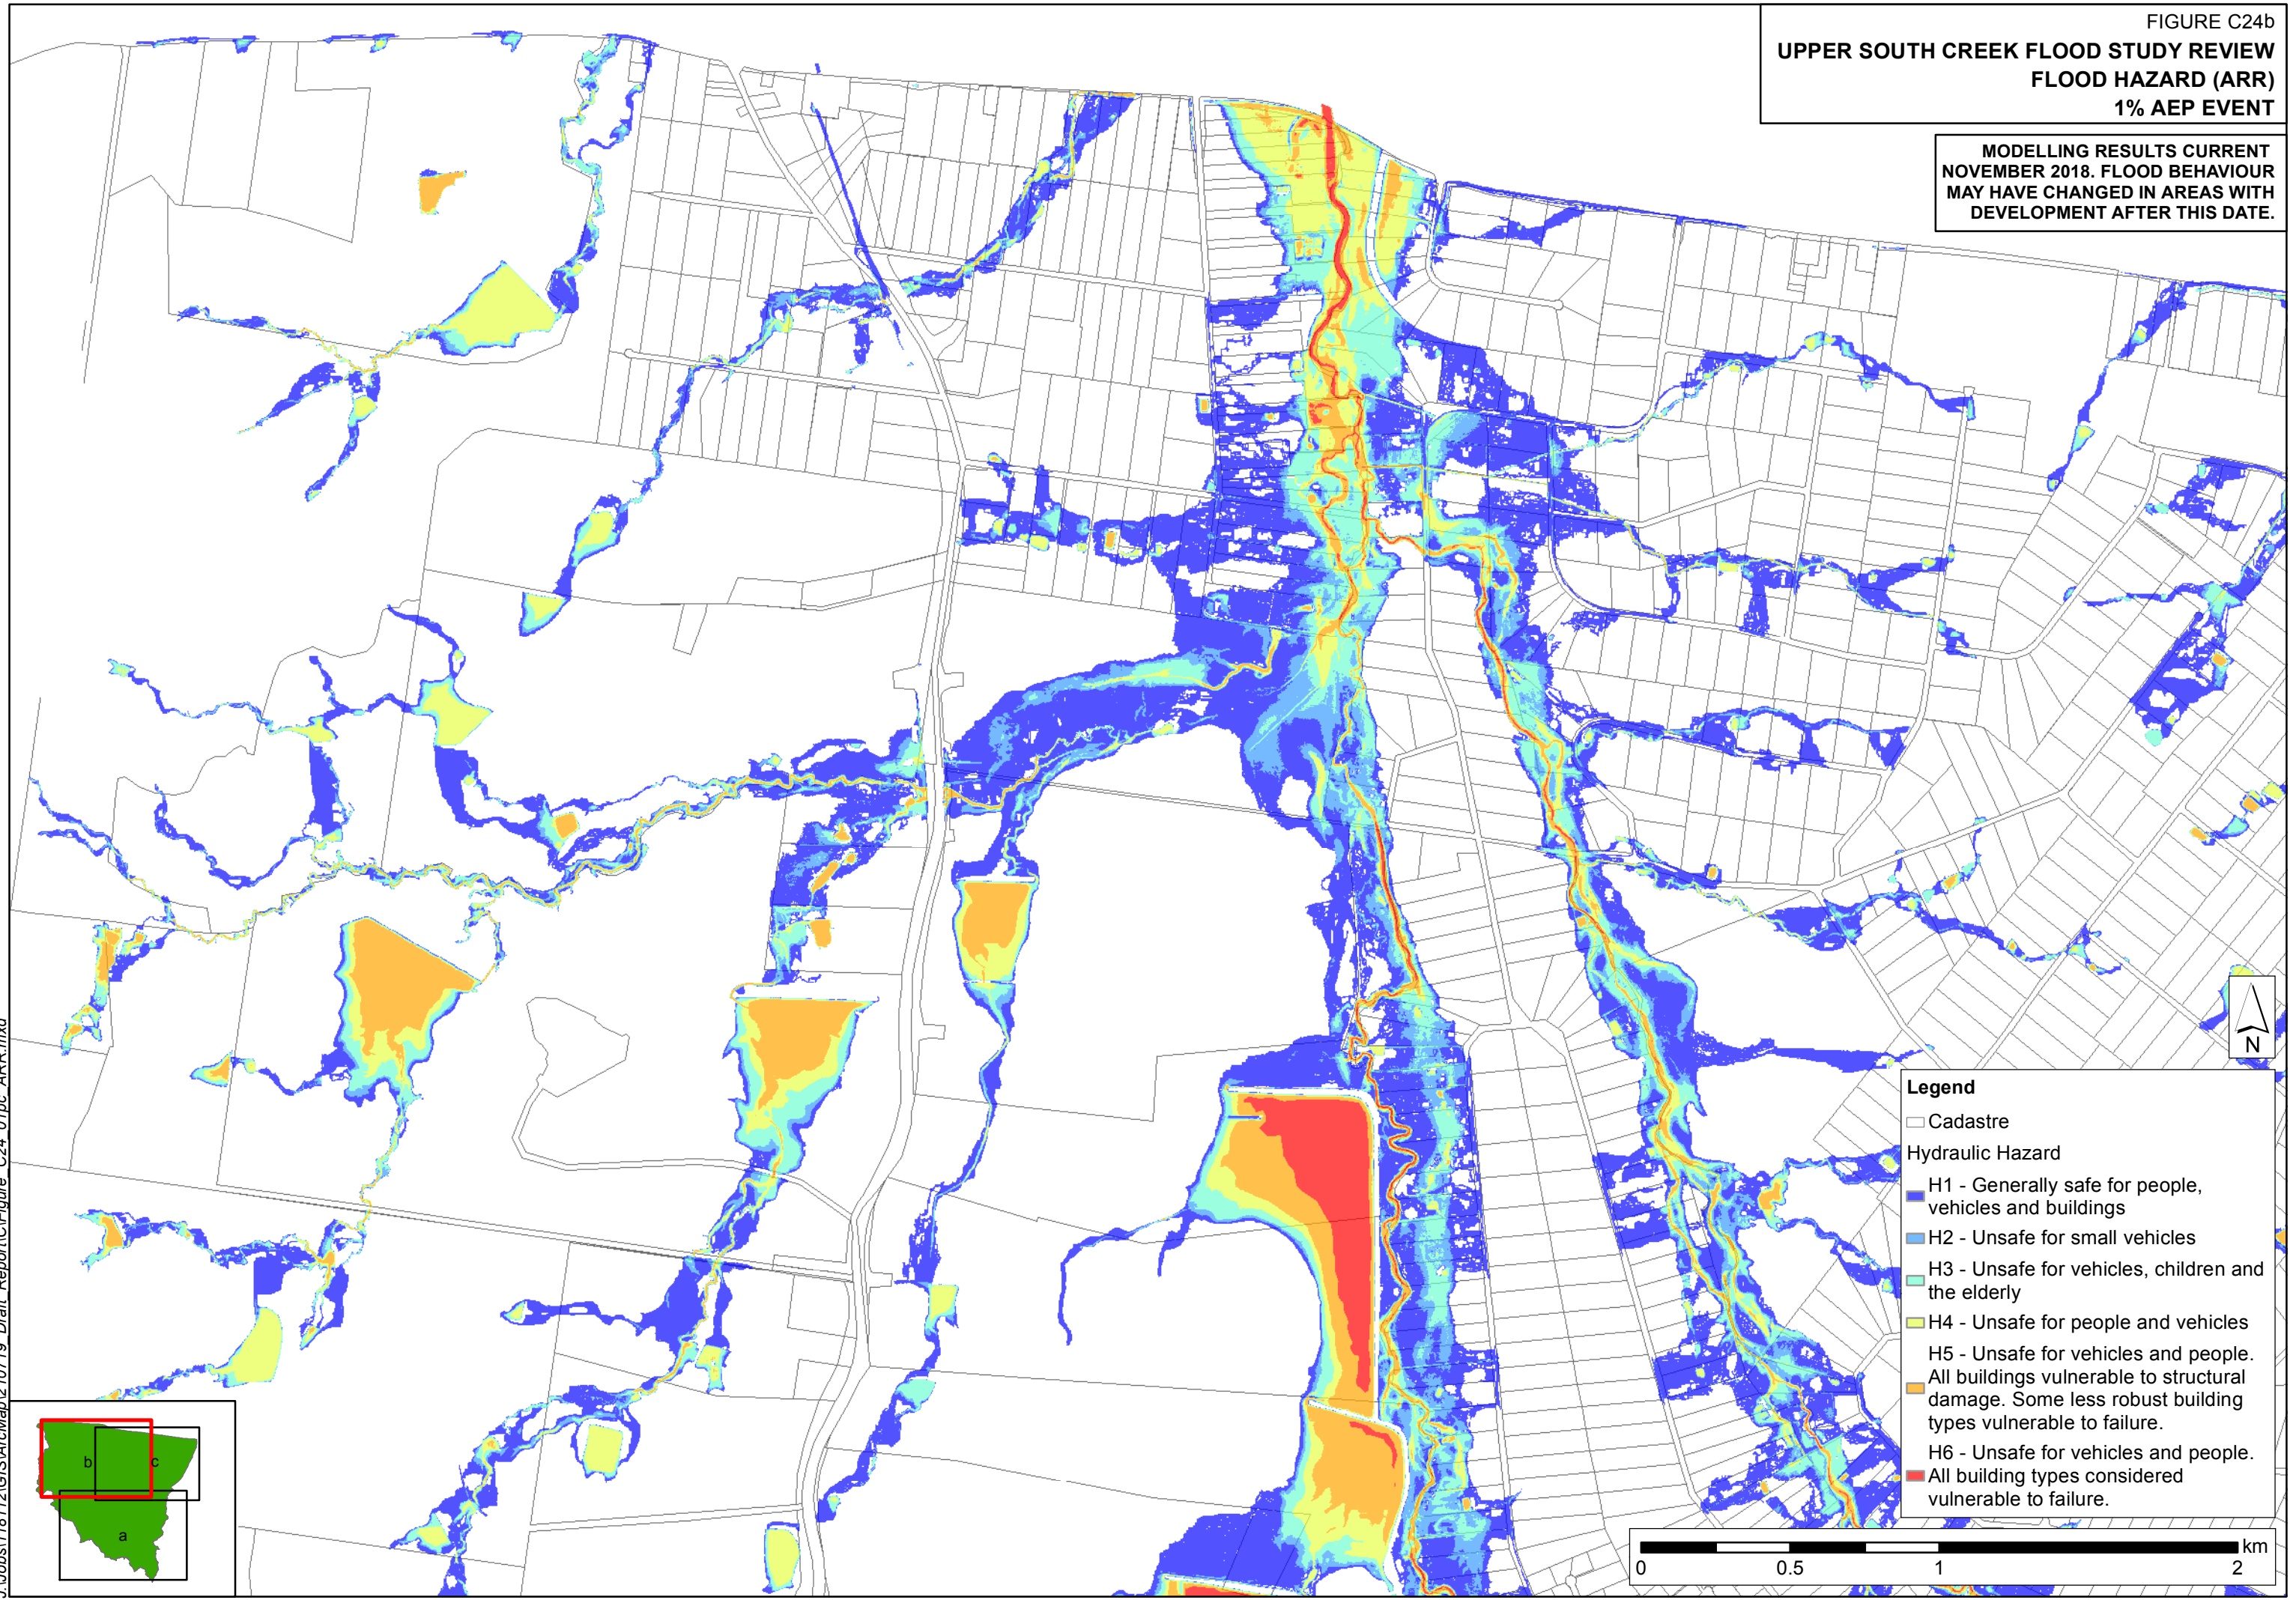 FIGURE C24b
UPPER SOUTH CREEK FLOOD STUDY REVIEW
FLOOD HAZARD (ARR)
1% AEP EVENT
MODELLING RESULTS CURRENT
NOVEMBER 2018. FLOOD BEHAVIOUR
MAY HAVE CHANGED IN AREAS WITH
DEVELOPMENT AFTER THIS DATE.
N
Legend
Cadastre
Hydraulic Hazard
H1 - Generally safe for people,
vehicles and buildings
H2 - Unsafe for small vehicles
H3 - Unsafe for vehicles, children and
the elderly
H4 - Unsafe for people and vehicles
H5 - Unsafe for vehicles and people.
All buildings vulnerable to structural
damage. Some less robust building
types vulnerable to failure.
H6 - Unsafe for vehicles and people.
All building types considered
vulnerable to failure.
km
0 0.5 1 2
b c
a